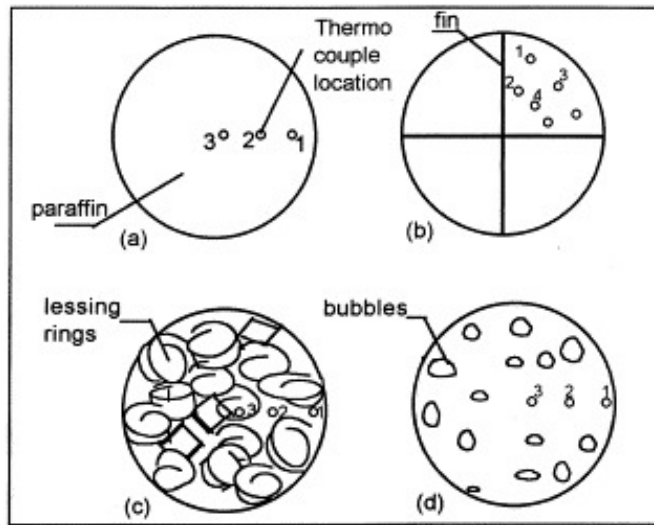 Thermo
couple
location
3 2 1
paraffin
(a)
fin
1
2 3
4
(b)
lessing
rings
3 2 1
(c)
bubbles
3 2 1
(d)